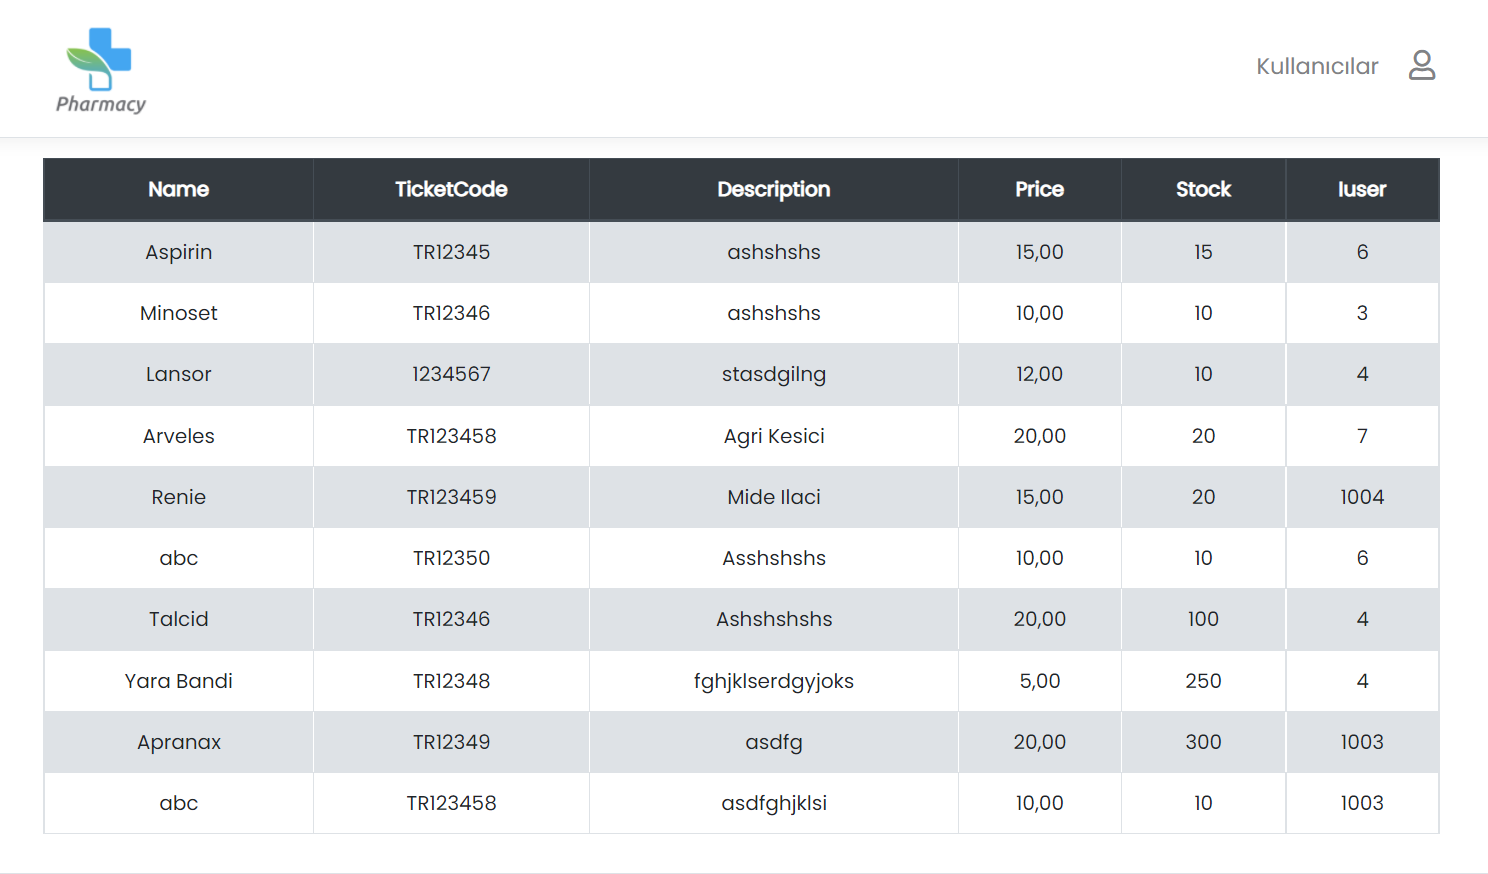 Pharmacy
Kullanıcılar
Name TicketCode Description Price Stock Iuser
Aspirin TR12345 ashshshs 15,00 15 6
Minoset TR12346 ashshshs 10,00 10 3
Lansor 1234567 stasdgilng 12,00 10 4
Arveles TR123458 Agri Kesici 20,00 20 7
Renie TR123459 Mide Ilaci 15,00 20 1004
abc TR12350 Asshshshs 10,00 10 6
Talcid TR12346 Ashshshshs 20,00 100 4
Yara Bandi TR12348 fghjklserdgyjoks 5,00 250 4
Apranax TR12349 asdfg 20,00 300 1003
abc TR123458 asdfghjklsi 10,00 10 1003